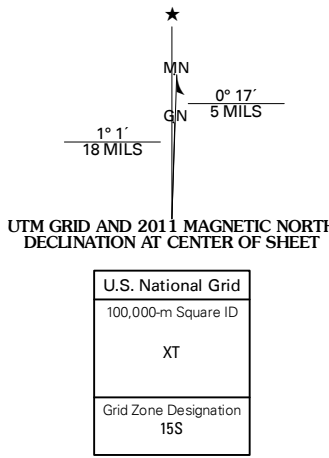 MN
0° 17´
5 MILS
GN
1° 1´
18 MILS
UTM GRID AND 2011 MAGNETIC NORTH
DECLINATION AT CENTER OF SHEET
U.S. National Grid
100,000-m Square ID
XT
Grid Zone Designation
15S